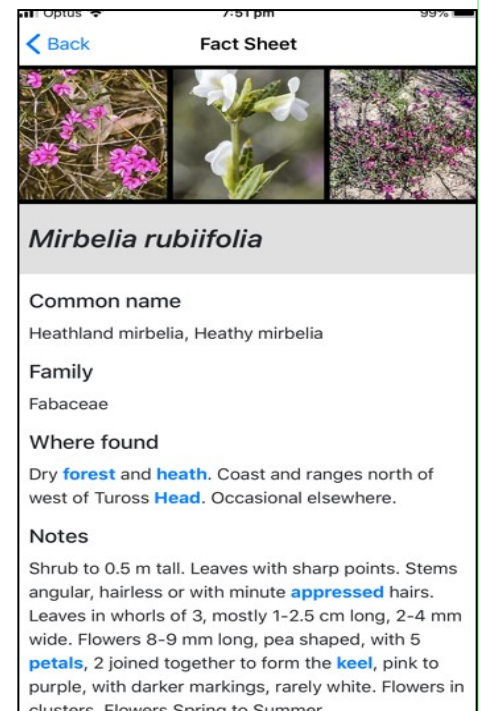 Optus
7:51 pm
99%
Back
Fact Sheet
Mirbelia rubiifolia
Common name
Heathland mirbelia, Heathy mirbelia
Family
Fabaceae
Where found
Dry forest and heath. Coast and ranges north of
west of Tuross Head. Occasional elsewhere.
Notes
Shrub to 0.5 m tall. Leaves with sharp points. Stems
angular, hairless or with minute appressed hairs.
Leaves in whorls of 3, mostly 1-2.5 cm long, 2-4 mm
wide. Flowers 8-9 mm long, pea shaped, with 5
petals, 2 joined together to form the keel, pink to
purple, with darker markings, rarely white. Flowers in
clusters. Flowers Spring to Summer.